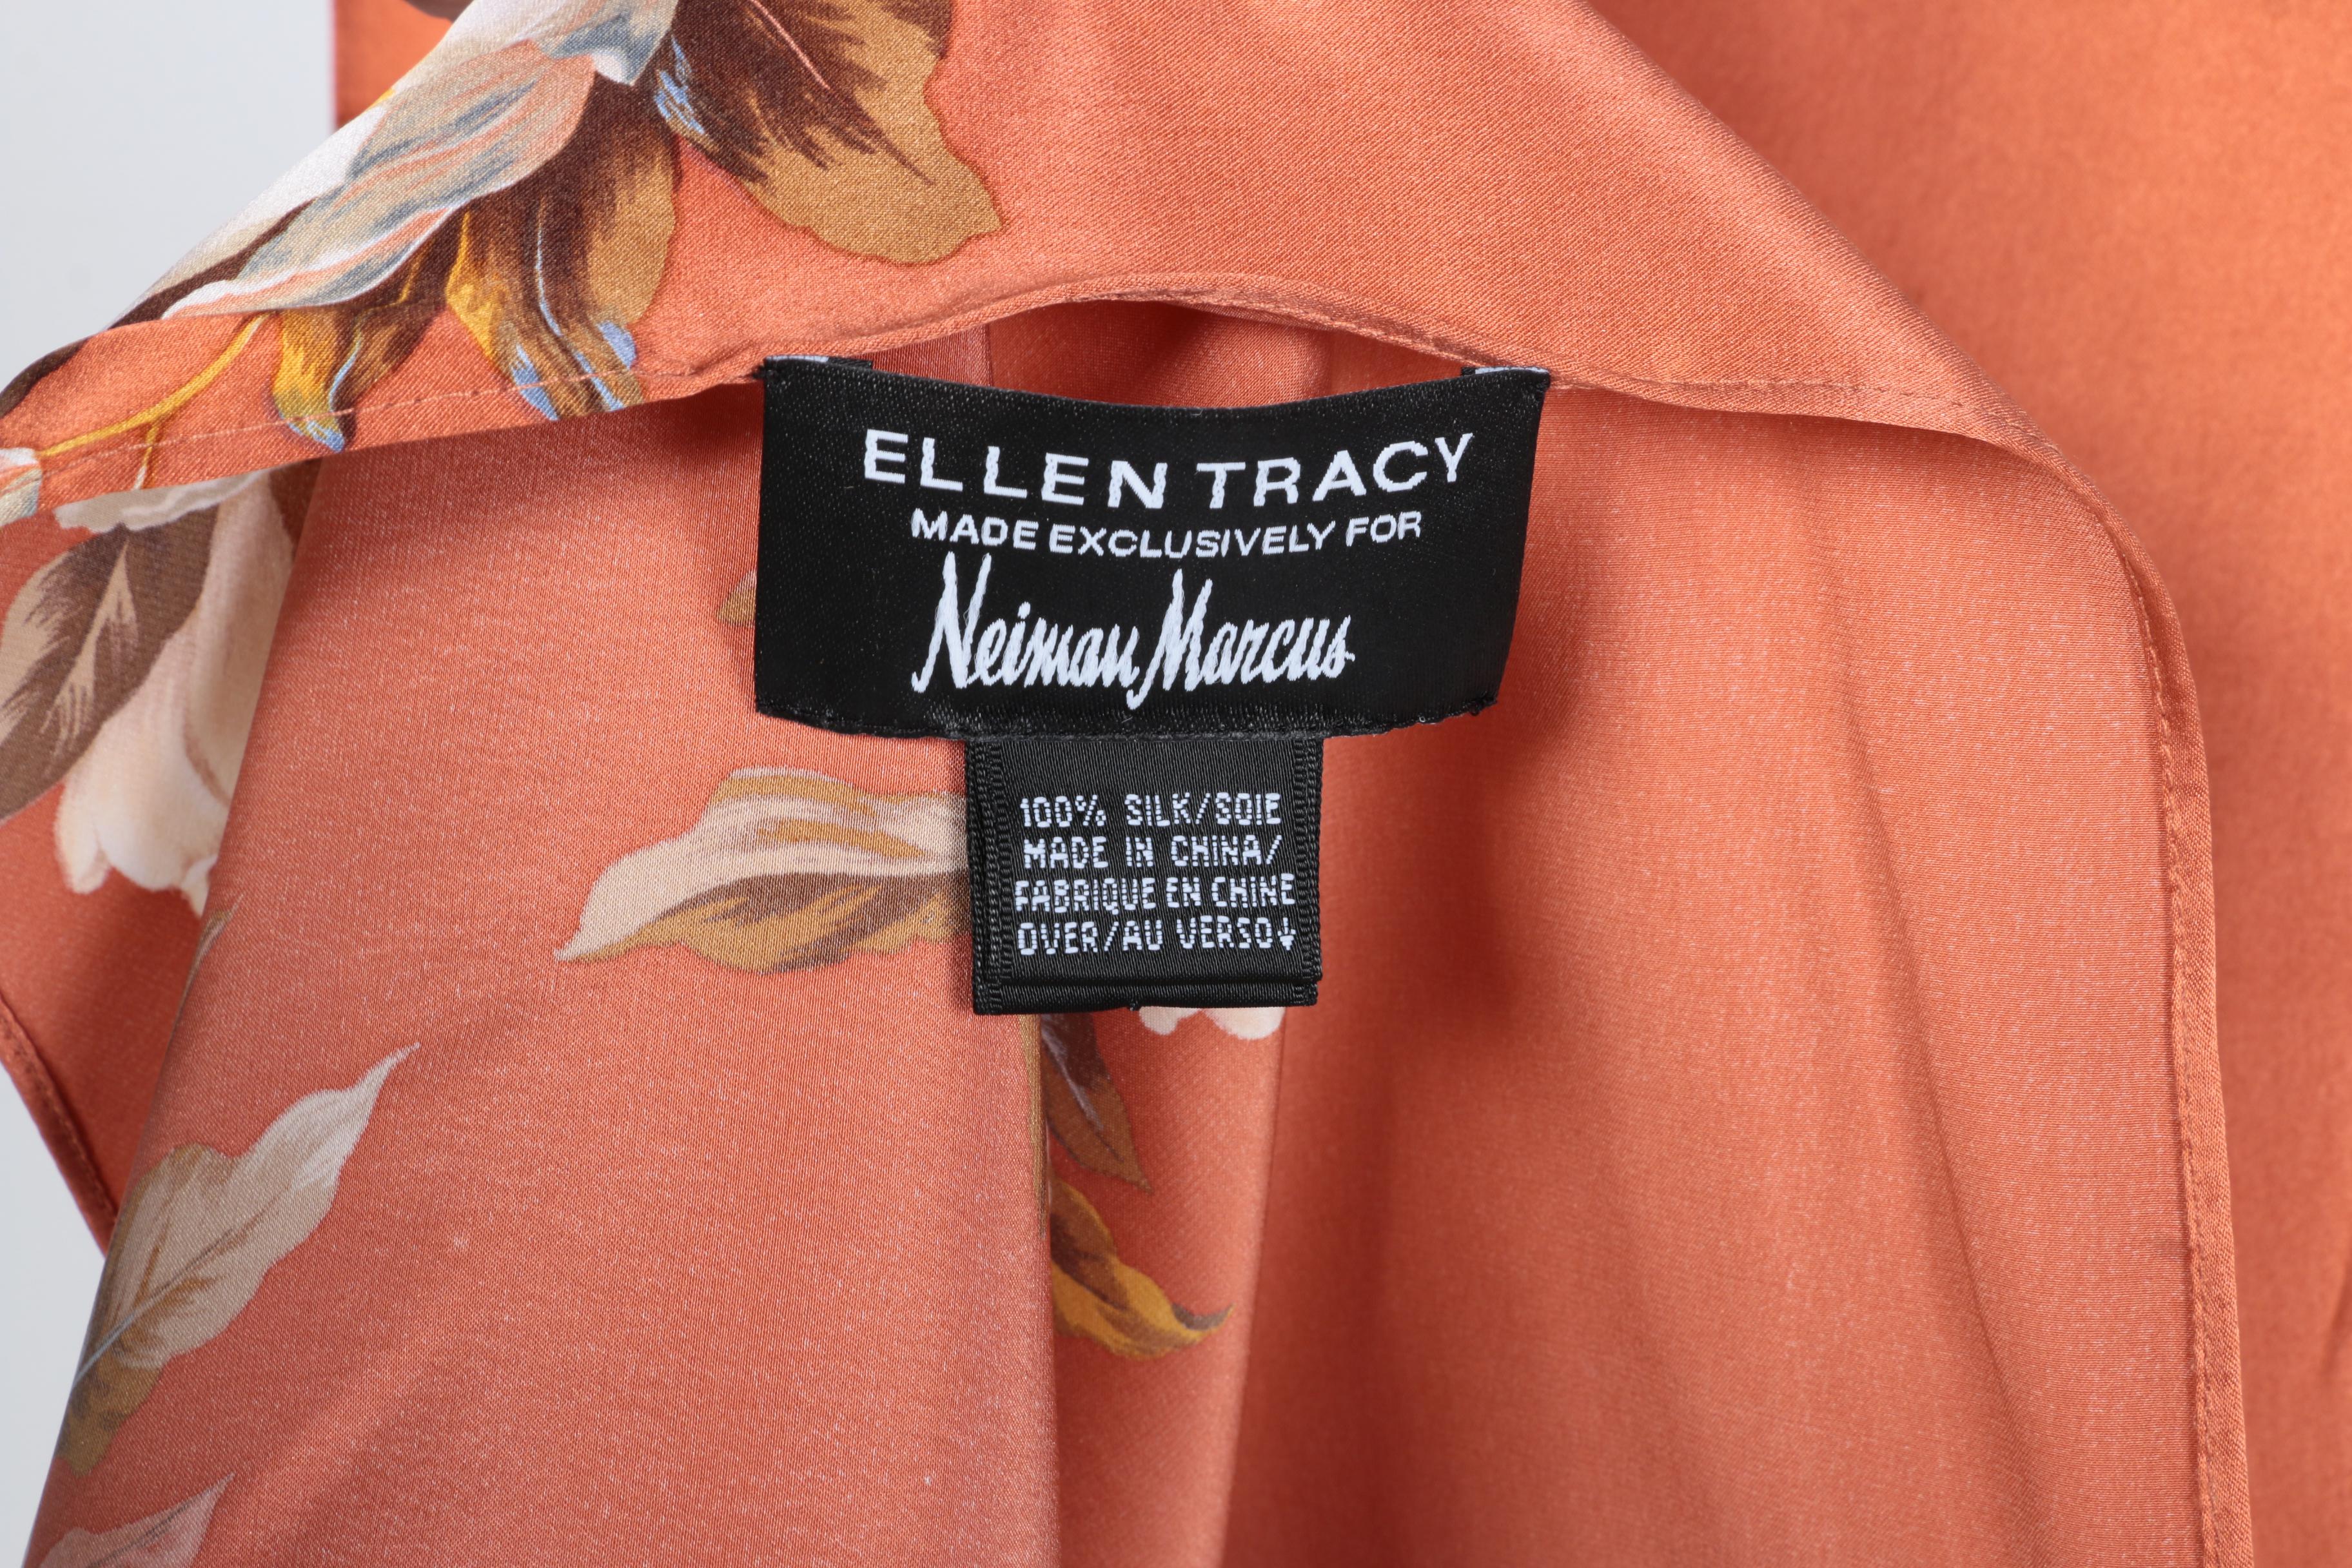 ELLEN TRACY
MADE EXCLUSIVELY FOR
Neiman Marcus
100% SILK/SOIE
MADE IN CHINA/
FABRIQUE EN CHINE
OVER/AU VERSO↓